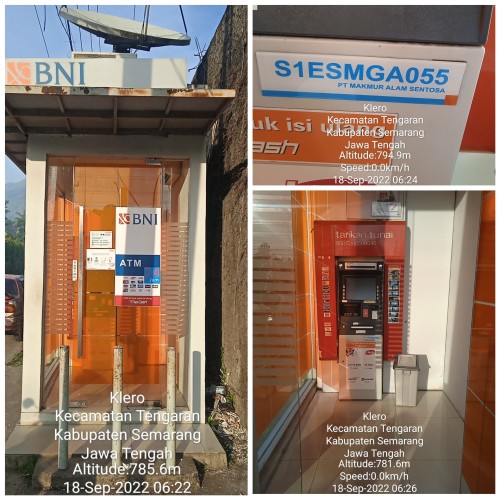 BNI
BNI
ATM
Klero
Kecamatan Tengaran
Kabupaten Semarang
Jawa Tengah
Altitude:785.6m
18-Sep-2022 06:22
S1ESMGA055
PT MAKMUR ALAM SENTOSA
uk isi ulang
cash
Klero
Kecamatan Tengaran
Kabupaten Semarang
Jawa Tengah
Altitude:794.9m
Speed:0.0km/h
18-Sep-2022 06:24
tarikan tunai
Klero
Kecamatan Tengaran
Kabupaten Semarang
Jawa Tengah
Altitude:781.6m
Speed:0.0km/h
18-Sep-2022 06:26